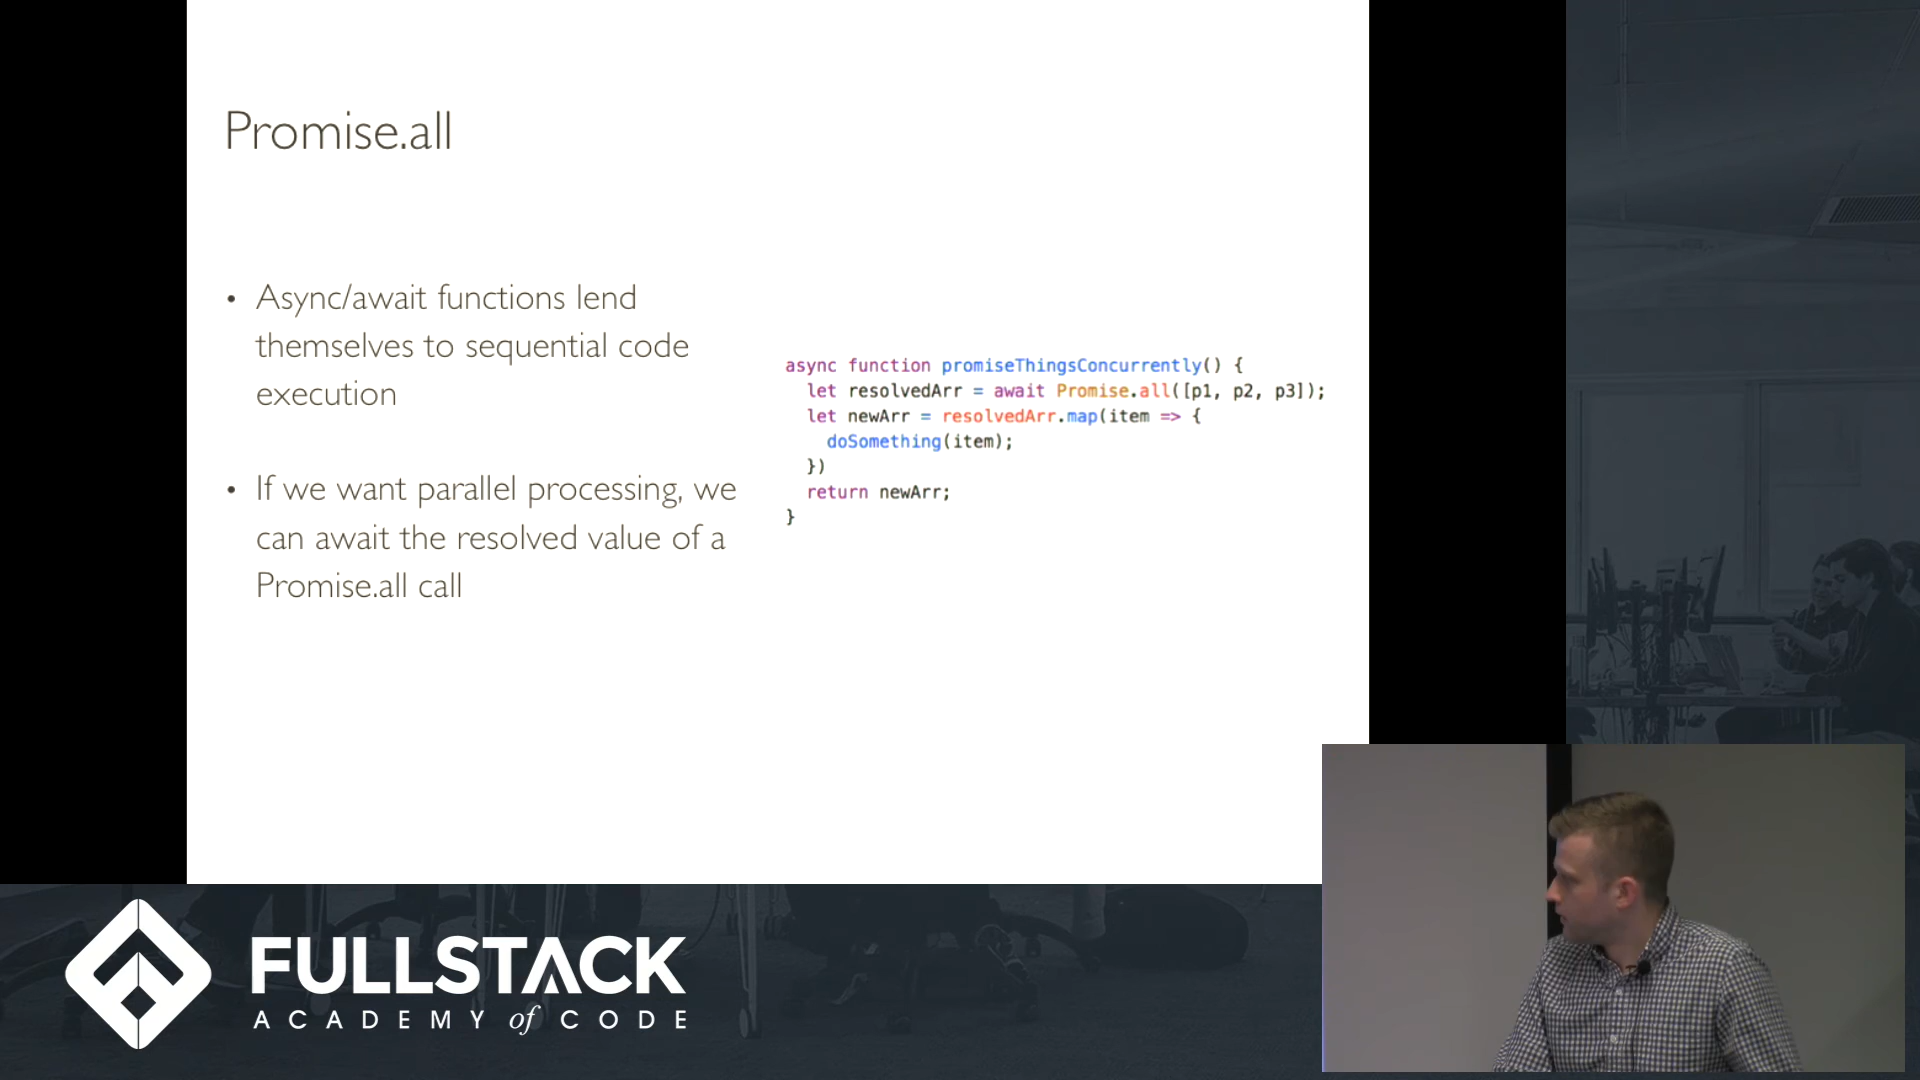 Promise.all
• Async/await functions lend
themselves to sequential code
execution
• If we want parallel processing, we
can await the resolved value of a
Promise.all call
async function promiseThingsConcurrently() {
  let resolvedArr = await Promise.all([p1, p2, p3]);
  let newArr = resolvedArr.map(item => {
    doSomething(item);
  })
  return newArr;
}
FULLSTACK
ACADEMY of CODE